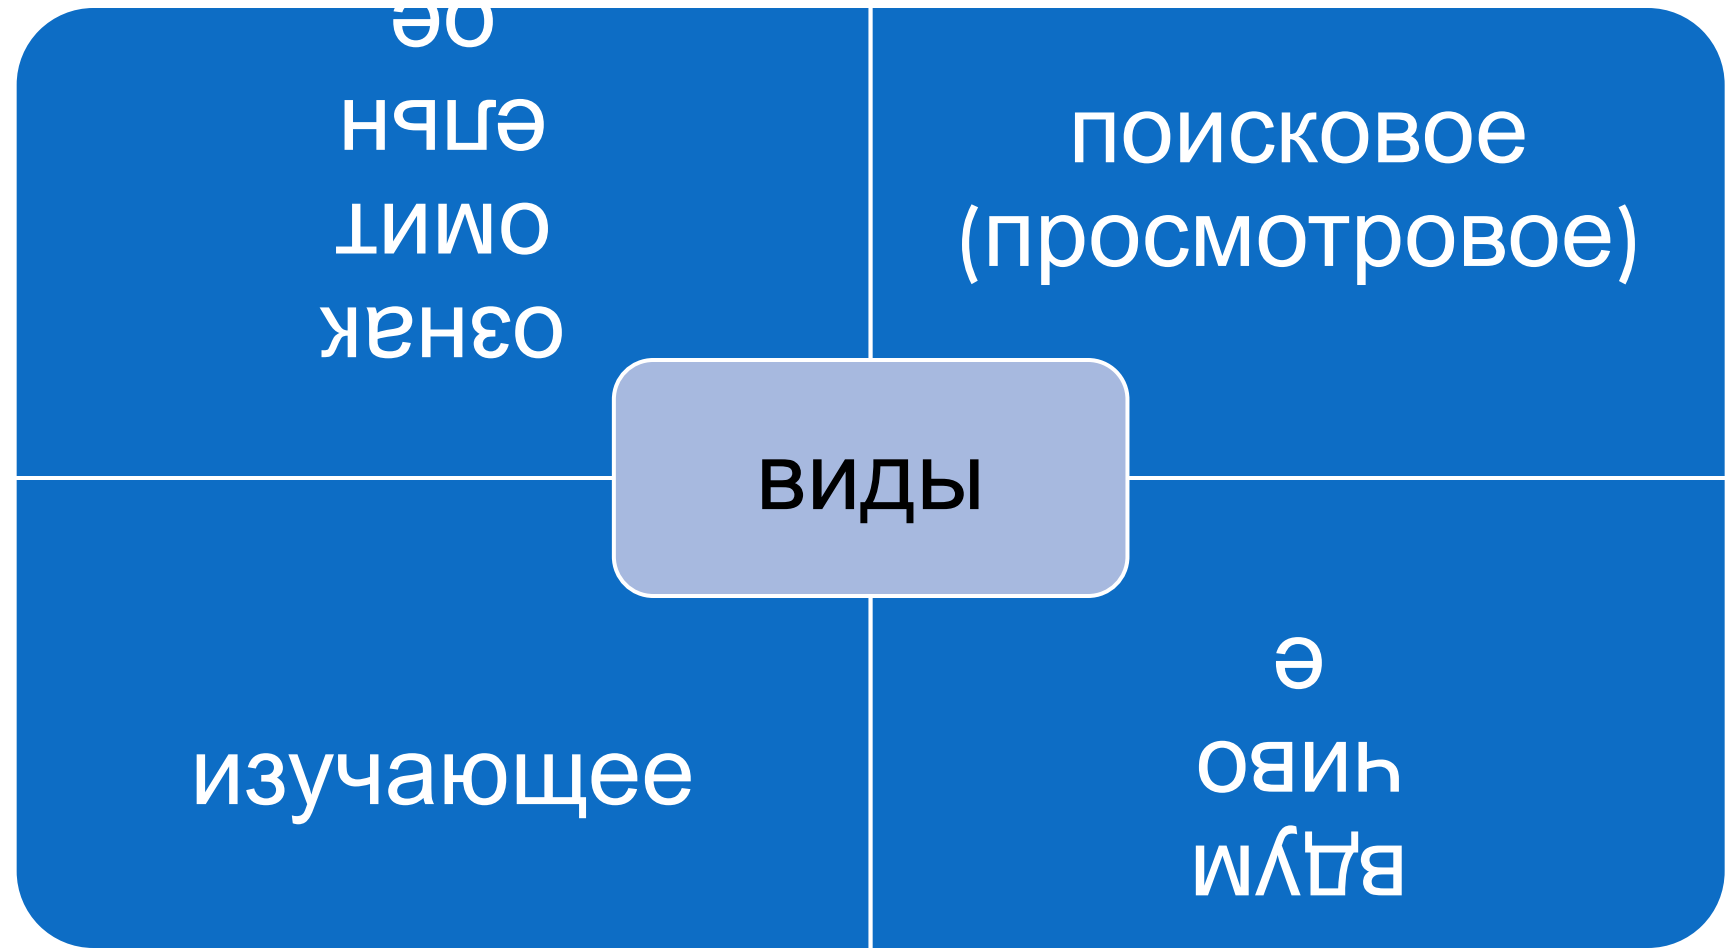 ознак
омит
ельн
ое
поисковое
(просмотровое)
виды
изучающее
вдум
чиво
е